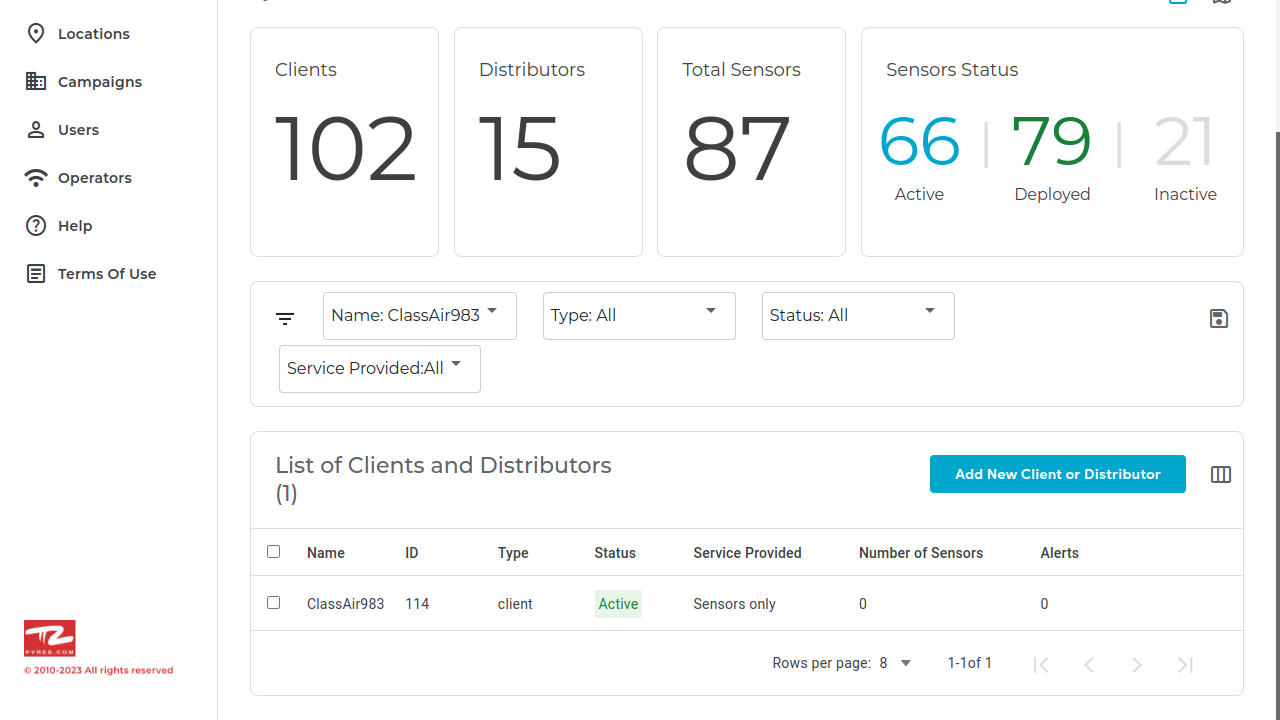 Locations
Campaigns
Users
Operators
Help
Terms Of Use
PYRES.COM
© 2010-2023 All rights reserved
Clients
102
Distributors
15
Total Sensors
87
Sensors Status
66 | 79 | 21
Active Deployed Inactive
Name: ClassAir983
Type: All
Status: All
Service Provided:All
List of Clients and Distributors
(1)
Add New Client or Distributor
Name ID Type Status Service Provided Number of Sensors Alerts
ClassAir983 114 client Active Sensors only 0 0
Rows per page: 8 1-1of 1